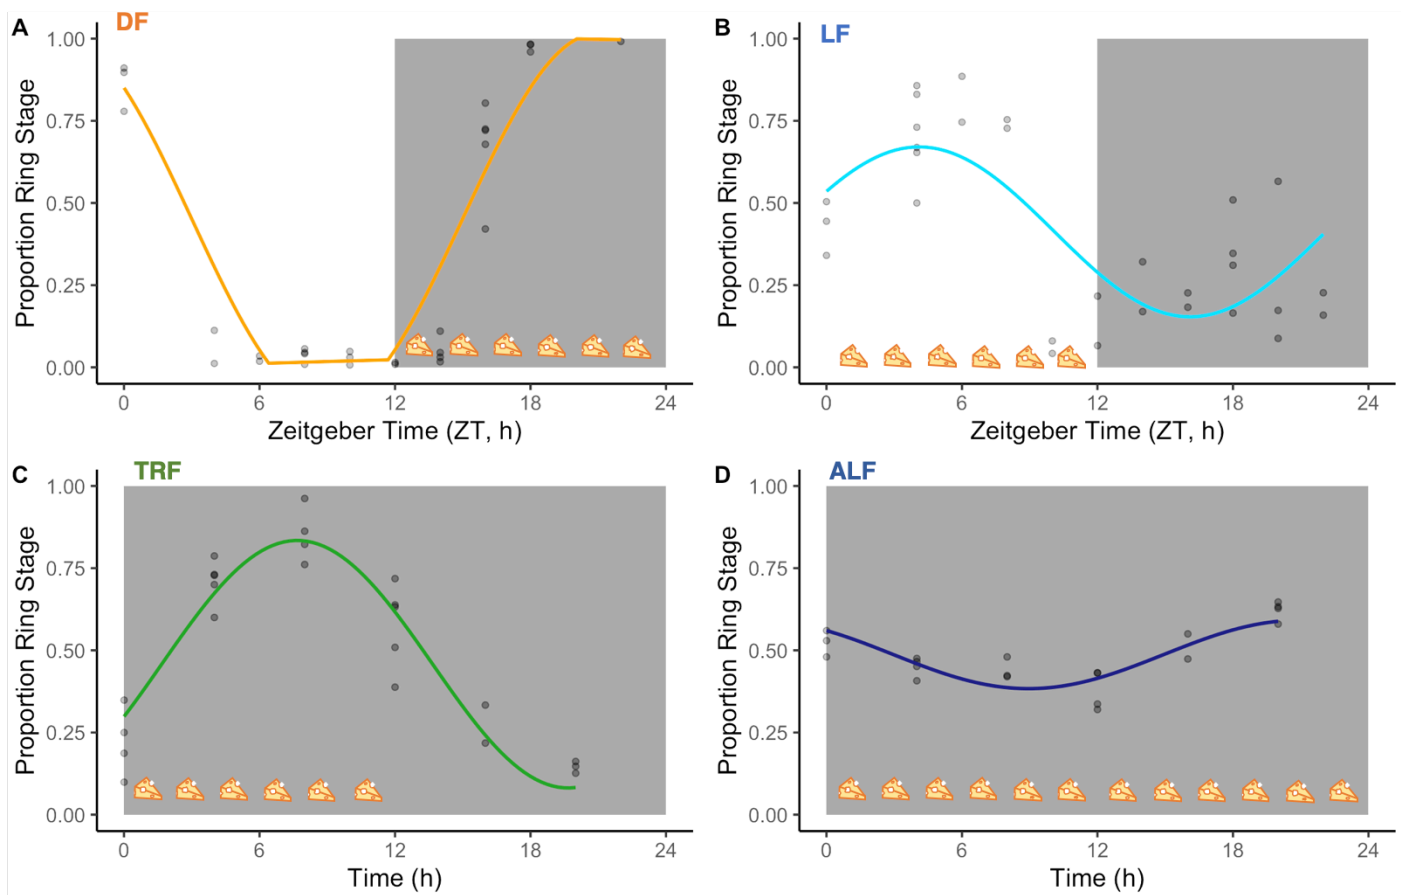 A
DF
1.00
0.75
0.50
0.25
0.00
Proportion Ring Stage
0 6 12 18 24
Zeitgeber Time (ZT, h)
B
LF
1.00
0.75
0.50
0.25
0.00
Proportion Ring Stage
0 6 12 18 24
Zeitgeber Time (ZT, h)
C
TRF
1.00
0.75
0.50
0.25
0.00
Proportion Ring Stage
0 6 12 18 24
Time (h)
D
ALF
1.00
0.75
0.50
0.25
0.00
Proportion Ring Stage
0 6 12 18 24
Time (h)